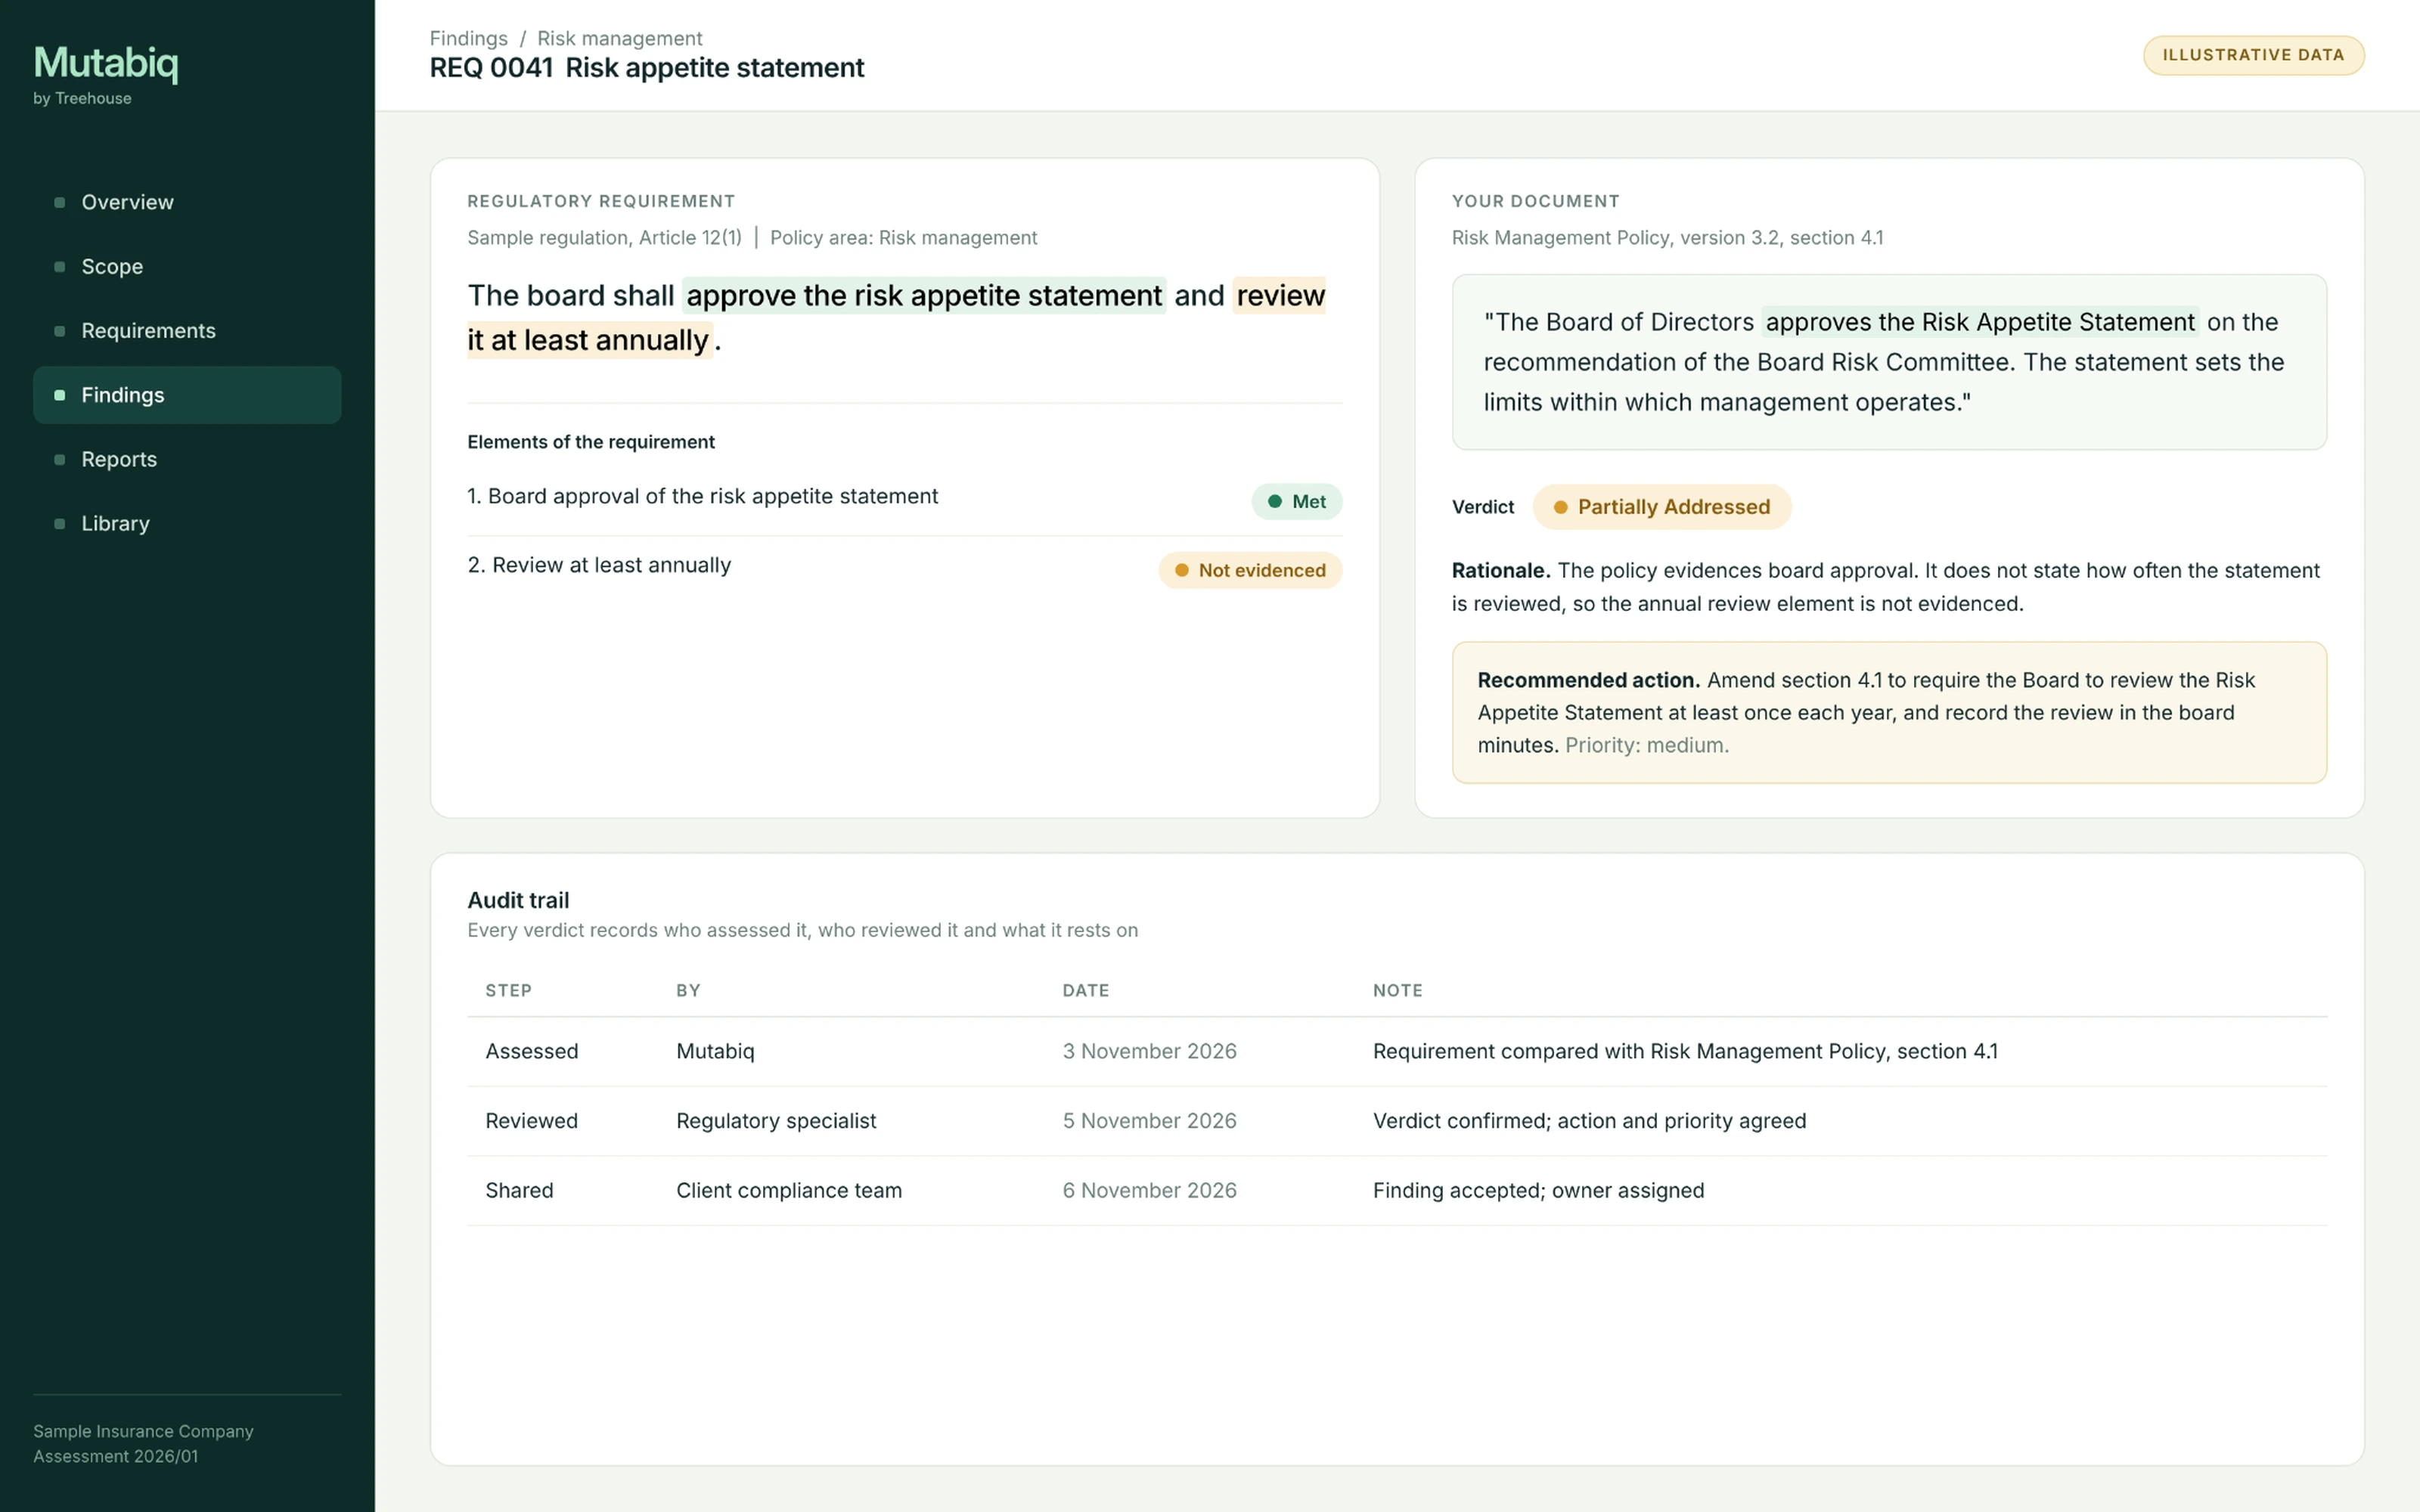 Mutabiq
by Treehouse
Overview
Scope
Requirements
Findings
Reports
Library
Sample Insurance Company
Assessment 2026/01
Findings / Risk management
REQ 0041 Risk appetite statement
ILLUSTRATIVE DATA
REGULATORY REQUIREMENT
Sample regulation, Article 12(1) | Policy area: Risk management
The board shall approve the risk appetite statement and review
it at least annually.
Elements of the requirement
1. Board approval of the risk appetite statement Met
2. Review at least annually Not evidenced
YOUR DOCUMENT
Risk Management Policy, version 3.2, section 4.1
"The Board of Directors approves the Risk Appetite Statement on the
recommendation of the Board Risk Committee. The statement sets the
limits within which management operates."
Verdict Partially Addressed
Rationale. The policy evidences board approval. It does not state how often the statement
is reviewed, so the annual review element is not evidenced.
Recommended action. Amend section 4.1 to require the Board to review the Risk
Appetite Statement at least once each year, and record the review in the board
minutes. Priority: medium.
Audit trail
Every verdict records who assessed it, who reviewed it and what it rests on
STEP BY DATE NOTE
Assessed Mutabiq 3 November 2026 Requirement compared with Risk Management Policy, section 4.1
Reviewed Regulatory specialist 5 November 2026 Verdict confirmed; action and priority agreed
Shared Client compliance team 6 November 2026 Finding accepted; owner assigned